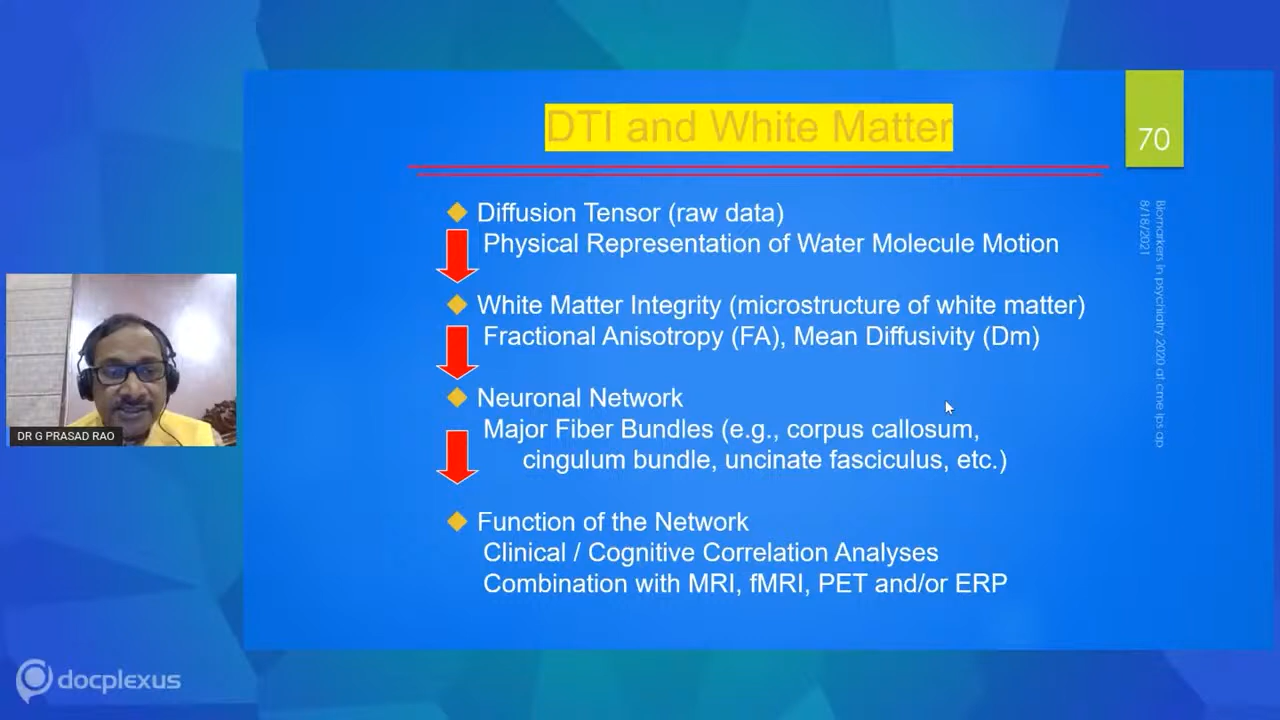 DTI and White Matter
70
Diffusion Tensor (raw data)
Physical Representation of Water Molecule Motion
White Matter Integrity (microstructure of white matter)
Fractional Anisotropy (FA), Mean Diffusivity (Dm)
Neuronal Network
Major Fiber Bundles (e.g., corpus callosum,
cingulum bundle, uncinate fasciculus, etc.)
Function of the Network
Clinical / Cognitive Correlation Analyses
Combination with MRI, fMRI, PET and/or ERP
Biomarkers in psychiatry 2020 at cme ips ap
8/18/2021
DR G PRASAD RAO
docplexus